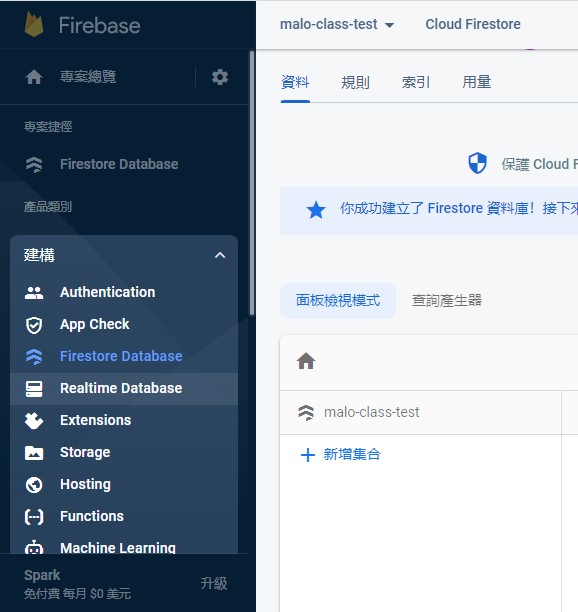 Firebase
專案總覽
專案捷徑
Firestore Database
產品類別
建構
Authentication
App Check
Firestore Database
Realtime Database
Extensions
Storage
Hosting
Functions
Machine Learning
Spark
免付費 每月 $0 美元
升級
malo-class-test
Cloud Firestore
資料
規則
索引
用量
保護 Cloud F
你成功建立了 Firestore 資料庫！接下來
面板檢視模式
查詢產生器
malo-class-test
新增集合